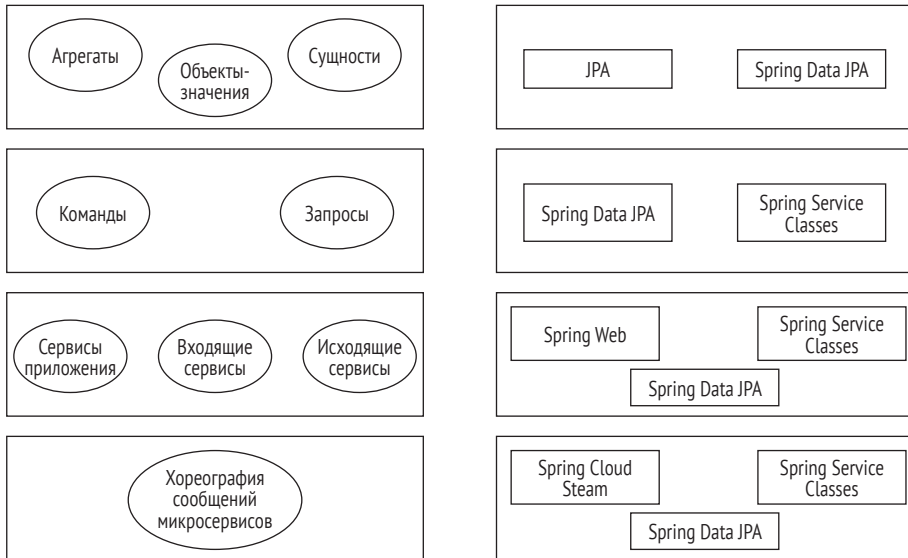 Агрегаты
Объекты-
значения
Сущности
JPA
Spring Data JPA
Команды
Запросы
Spring Data JPA
Spring Service
Classes
Сервисы
приложения
Входящие
сервисы
Исходящие
сервисы
Spring Web
Spring Service
Classes
Spring Data JPA
Хореография
сообщений
микросервисов
Spring Cloud
Steam
Spring Service
Classes
Spring Data JPA